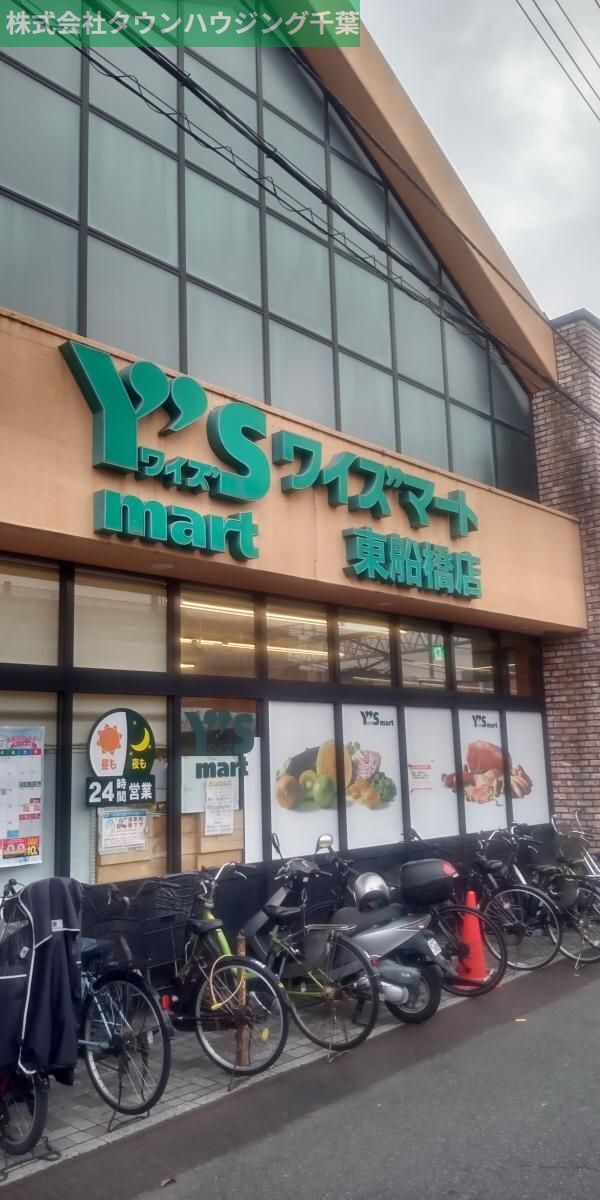 株式会社タウンハウジング千葉
Y's
ワイズ
mart
ワイズマート
東船橋店
昼も
夜も
24時間営業
Y's
mart
Y's mart
Y's mart